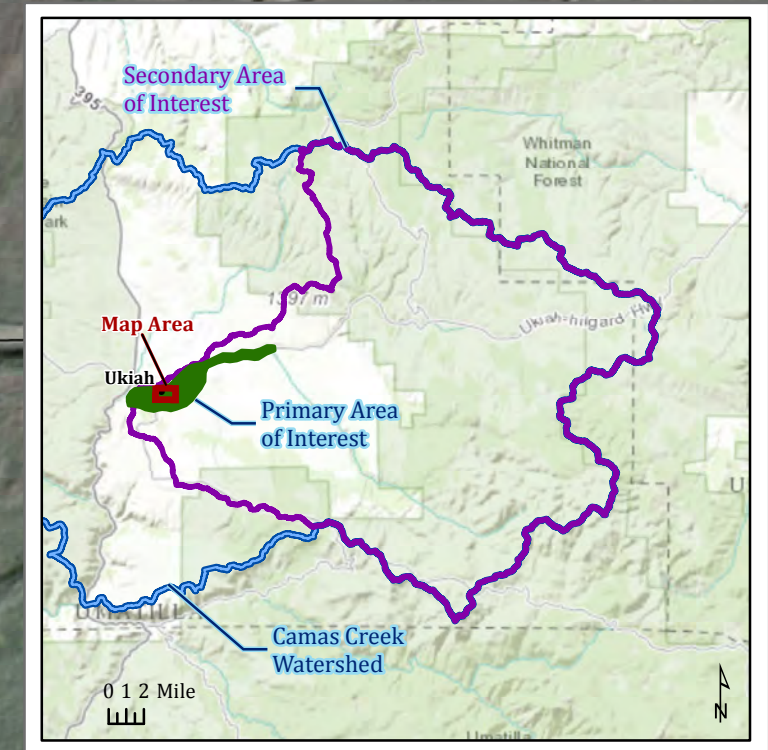 Secondary Area
of Interest
395
Whitman
National
Forest
ark
1397 m
Ukiah-hilgard Hwy
Map Area
Ukiah
Primary Area
of Interest
U
UMATILLA
Camas Creek
Watershed
0 1 2 Mile
N
Umatilla